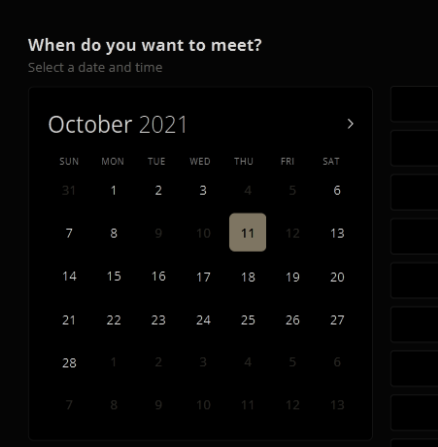 When do you want to meet?
Select a date and time
October 2021
SUN MON TUE WED THU FRI SAT
31 1 2 3 4 5 6
7 8 9 10 11 12 13
14 15 16 17 18 19 20
21 22 23 24 25 26 27
28 1 2 3 4 5 6
7 8 9 10 11 12 13